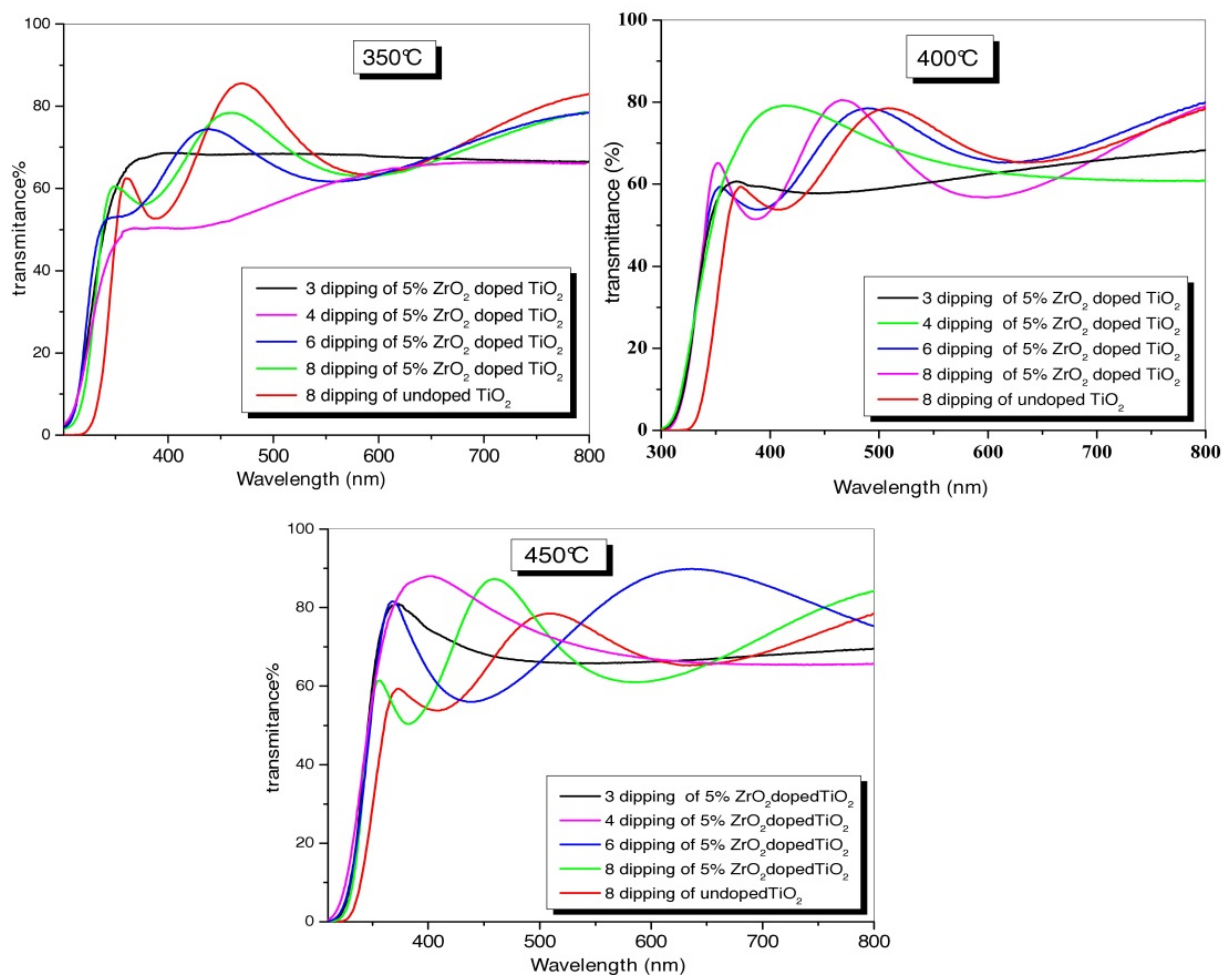 350°C
100
80
60
40
20
0
transmitance%
3 dipping of 5% ZrO₂ doped TiO₂
4 dipping of 5% ZrO₂ doped TiO₂
6 dipping of 5% ZrO₂ doped TiO₂
8 dipping of 5% ZrO₂ doped TiO₂
8 dipping of undoped TiO₂
400 500 600 700 800
Wavelength (nm)
400°C
100
80
60
40
20
0
transmittance (%)
3 dipping of 5% ZrO₂ doped TiO₂
4 dipping of 5% ZrO₂ doped TiO₂
6 dipping of 5% ZrO₂ doped TiO₂
8 dipping of 5% ZrO₂ doped TiO₂
8 dipping of undoped TiO₂
300 400 500 600 700 800
Wavelength (nm)
450°C
100
80
60
40
20
0
transmitance%
3 dipping of 5% ZrO₂dopedTiO₂
4 dipping of 5% ZrO₂dopedTiO₂
6 dipping of 5% ZrO₂dopedTiO₂
8 dipping of 5% ZrO₂dopedTiO₂
8 dipping of undopedTiO₂
400 500 600 700 800
Wavelength (nm)